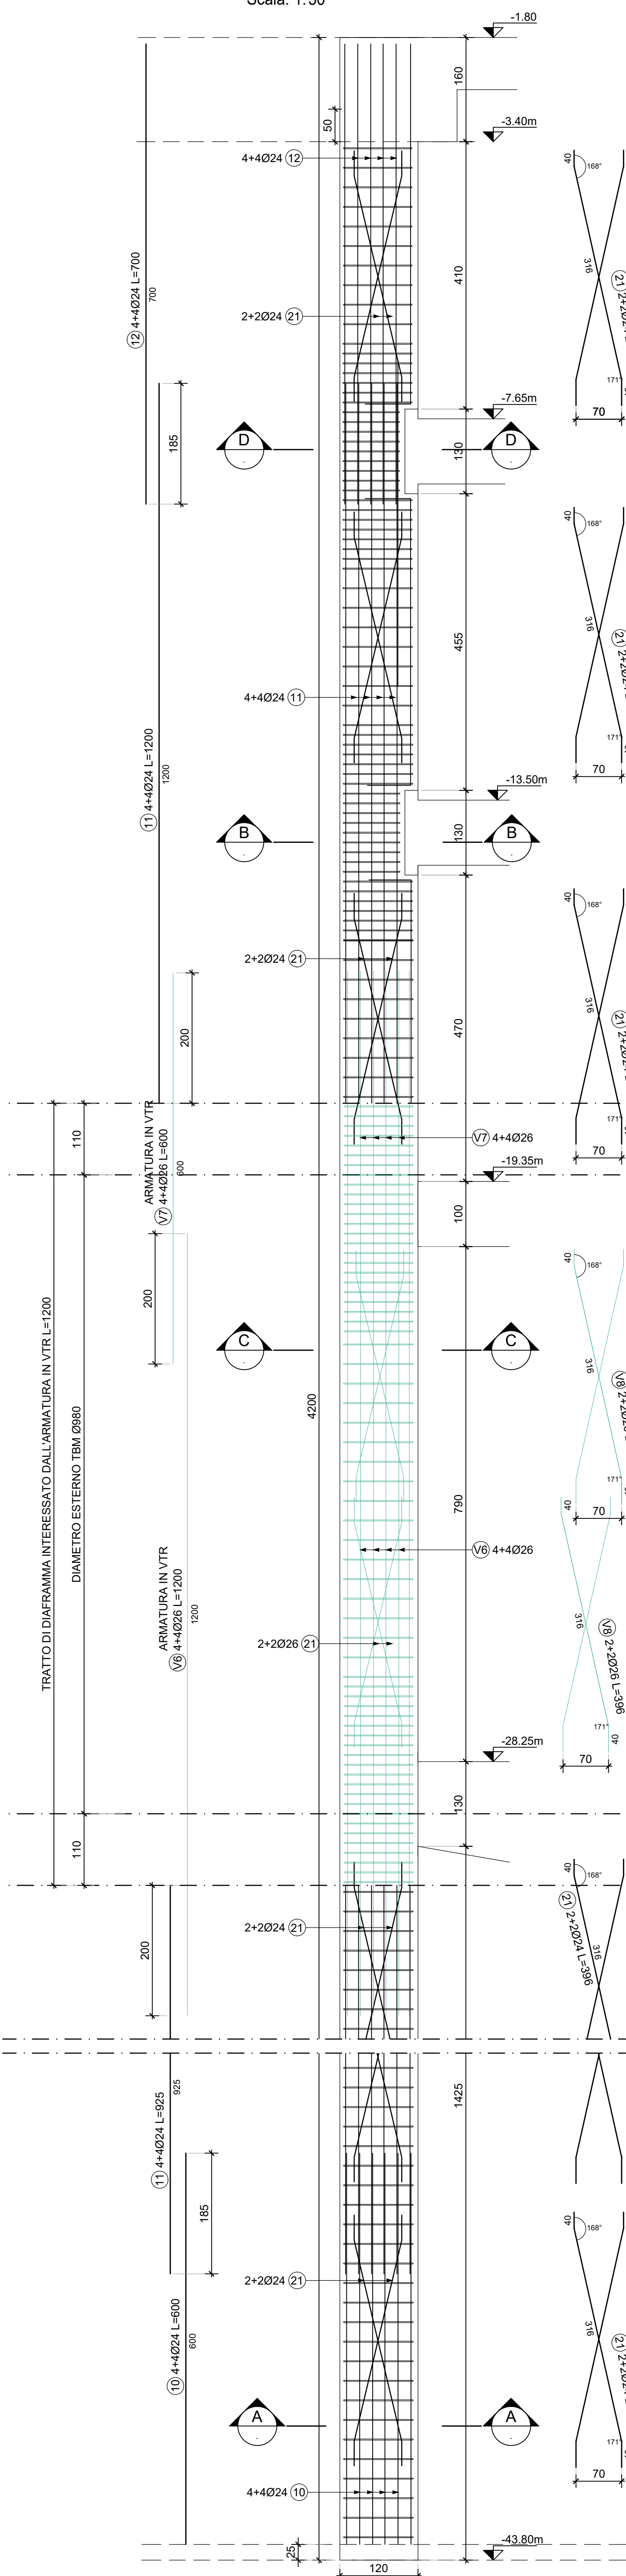 Scala: 1:50
-1.80
160
50
-3.40m
4+4Ø24 12
40
168°
316
21
171°
70
12 4+4Ø24 L=700
700
410
2+2Ø24 21
-7.65m
185
D
D
130
40
168°
316
21
171°
70
455
4+4Ø24 11
11 4+4Ø24 L=1200
1200
-13.50m
B
B
130
40
168°
316
21
171°
70
2+2Ø24 21
470
200
110
ARMATURA IN VTR
V7 4+4Ø26 L=600
600
V7 4+4Ø26
-19.35m
100
200
C
C
40
168°
316
V8
171°
70
TRATTO DI DIAFRAMMA INTERESSATO DALL'ARMATURA IN VTR L=1200
DIAMETRO ESTERNO TBM Ø980
4200
790
40
168°
316
V8 2+2Ø26 L=396
171°
40
70
ARMATURA IN VTR
V6 4+4Ø26 L=1200
1200
V6 4+4Ø26
2+2Ø26 21
-28.25m
130
110
200
2+2Ø24 21
40
168°
316
21 2+2Ø24 L=396
11 4+4Ø24 L=925
925
1425
185
2+2Ø24 21
40
168°
316
21
171°
70
10 4+4Ø24 L=600
600
A
A
4+4Ø24 10
25
-43.80m
120